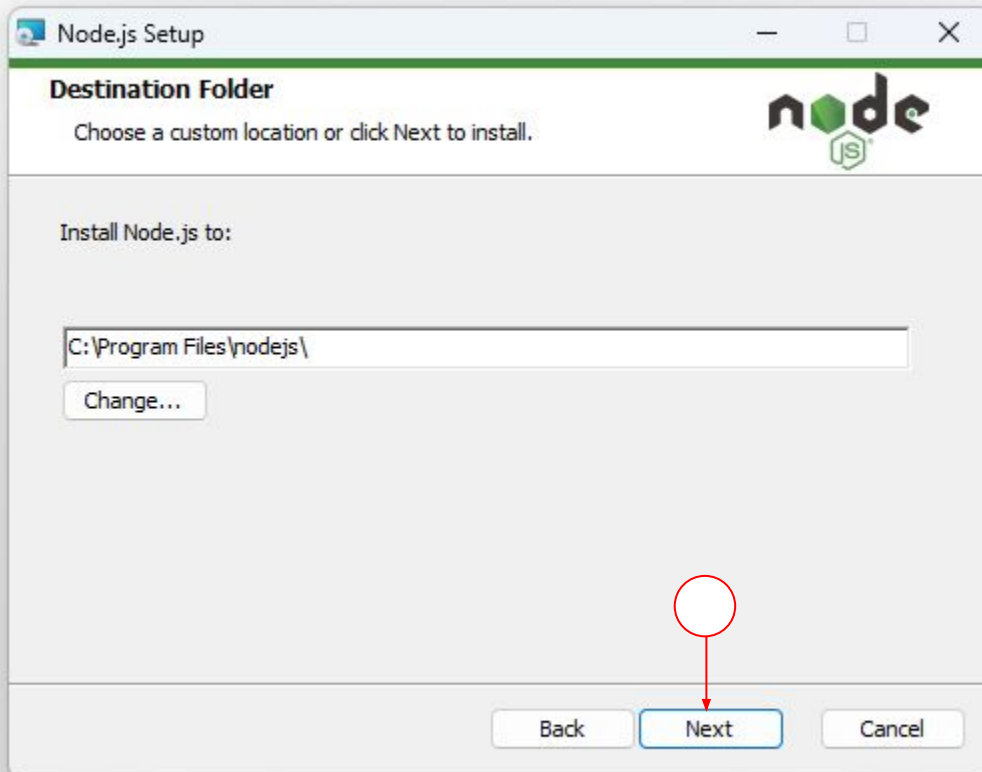 Node.js Setup
Destination Folder
Choose a custom location or click Next to install.
node
JS
Install Node.js to:
C:\Program Files\nodejs\
Change...
Back
Next
Cancel